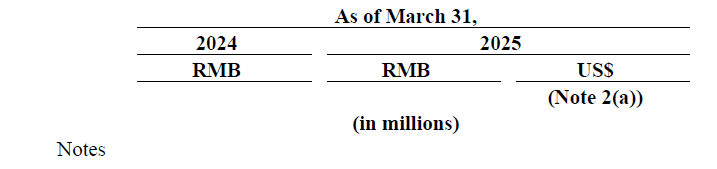 As of March 31,
2024 2025
RMB RMB US$
(Note 2(a))
(in millions)
Notes